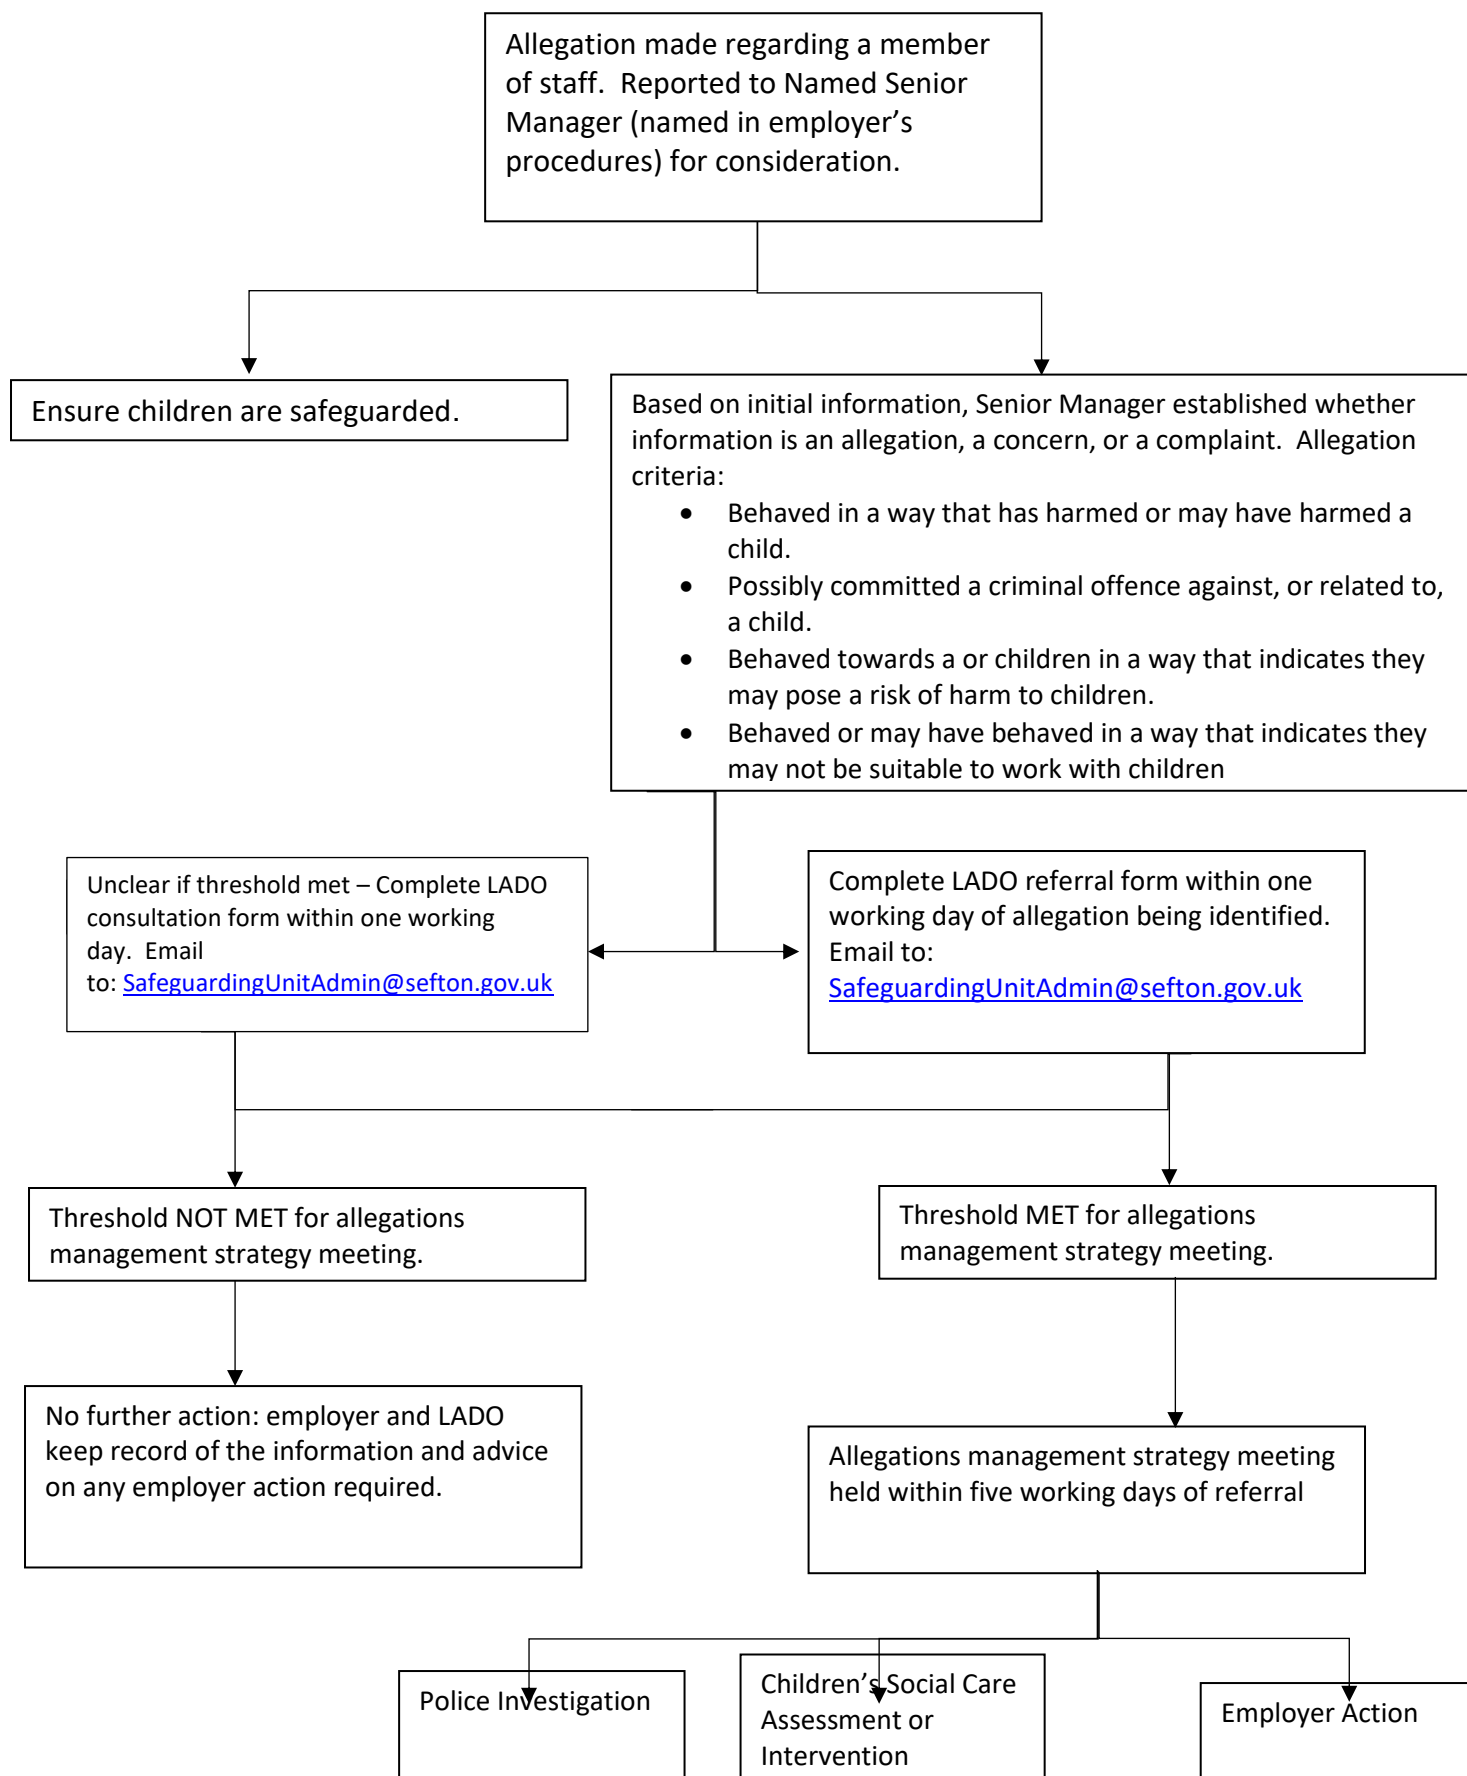 Allegation made regarding a member
of staff.  Reported to Named Senior
Manager (named in employer’s
procedures) for consideration.
Ensure children are safeguarded.
Based on initial information, Senior Manager established whether
information is an allegation, a concern, or a complaint.  Allegation
criteria:
• Behaved in a way that has harmed or may have harmed a
child.
• Possibly committed a criminal offence against, or related to,
a child.
• Behaved towards a or children in a way that indicates they
may pose a risk of harm to children.
• Behaved or may have behaved in a way that indicates they
may not be suitable to work with children
Unclear if threshold met – Complete LADO
consultation form within one working
day.  Email
to: SafeguardingUnitAdmin@sefton.gov.uk
Complete LADO referral form within one
working day of allegation being identified.
Email to:
SafeguardingUnitAdmin@sefton.gov.uk
Threshold NOT MET for allegations
management strategy meeting.
Threshold MET for allegations
management strategy meeting.
No further action: employer and LADO
keep record of the information and advice
on any employer action required.
Allegations management strategy meeting
held within five working days of referral
Police Investigation
Children’s Social Care
Assessment or
Intervention
Employer Action